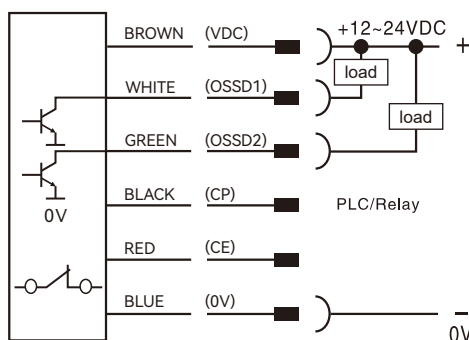 +12~24VDC
BROWN (VDC) +
load
WHITE (OSSD1)
load
GREEN (OSSD2)
0V
BLACK (CP) PLC/Relay
RED (CE)
BLUE (0V) −
0V